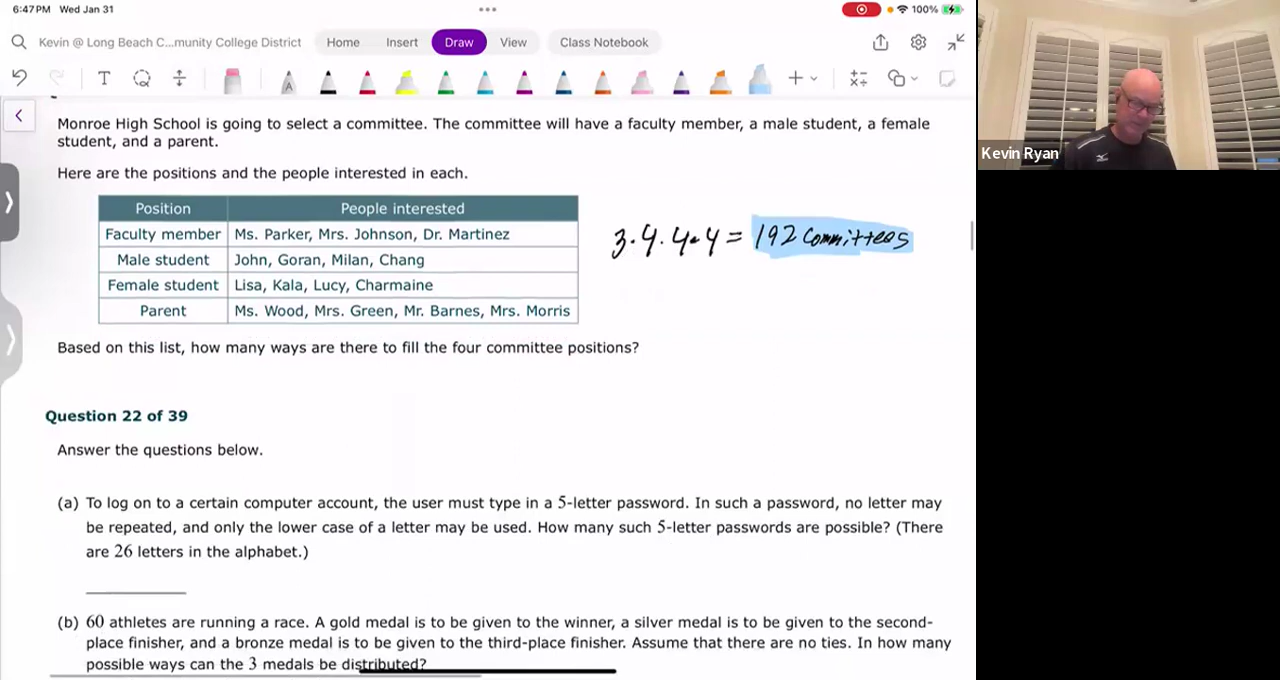 6:47 PM Wed Jan 31
100%
Kevin @ Long Beach C...munity College District
Home Insert Draw View Class Notebook
T
A
Monroe High School is going to select a committee. The committee will have a faculty member, a male student, a female
student, and a parent.
Here are the positions and the people interested in each.
Position People interested
Faculty member Ms. Parker, Mrs. Johnson, Dr. Martinez
Male student John, Goran, Milan, Chang
Female student Lisa, Kala, Lucy, Charmaine
Parent Ms. Wood, Mrs. Green, Mr. Barnes, Mrs. Morris
3·4·4·4 = 192 Committees
Based on this list, how many ways are there to fill the four committee positions?
Question 22 of 39
Answer the questions below.
(a) To log on to a certain computer account, the user must type in a 5-letter password. In such a password, no letter may
be repeated, and only the lower case of a letter may be used. How many such 5-letter passwords are possible? (There
are 26 letters in the alphabet.)
(b) 60 athletes are running a race. A gold medal is to be given to the winner, a silver medal is to be given to the second-
place finisher, and a bronze medal is to be given to the third-place finisher. Assume that there are no ties. In how many
possible ways can the 3 medals be distributed?
Kevin Ryan